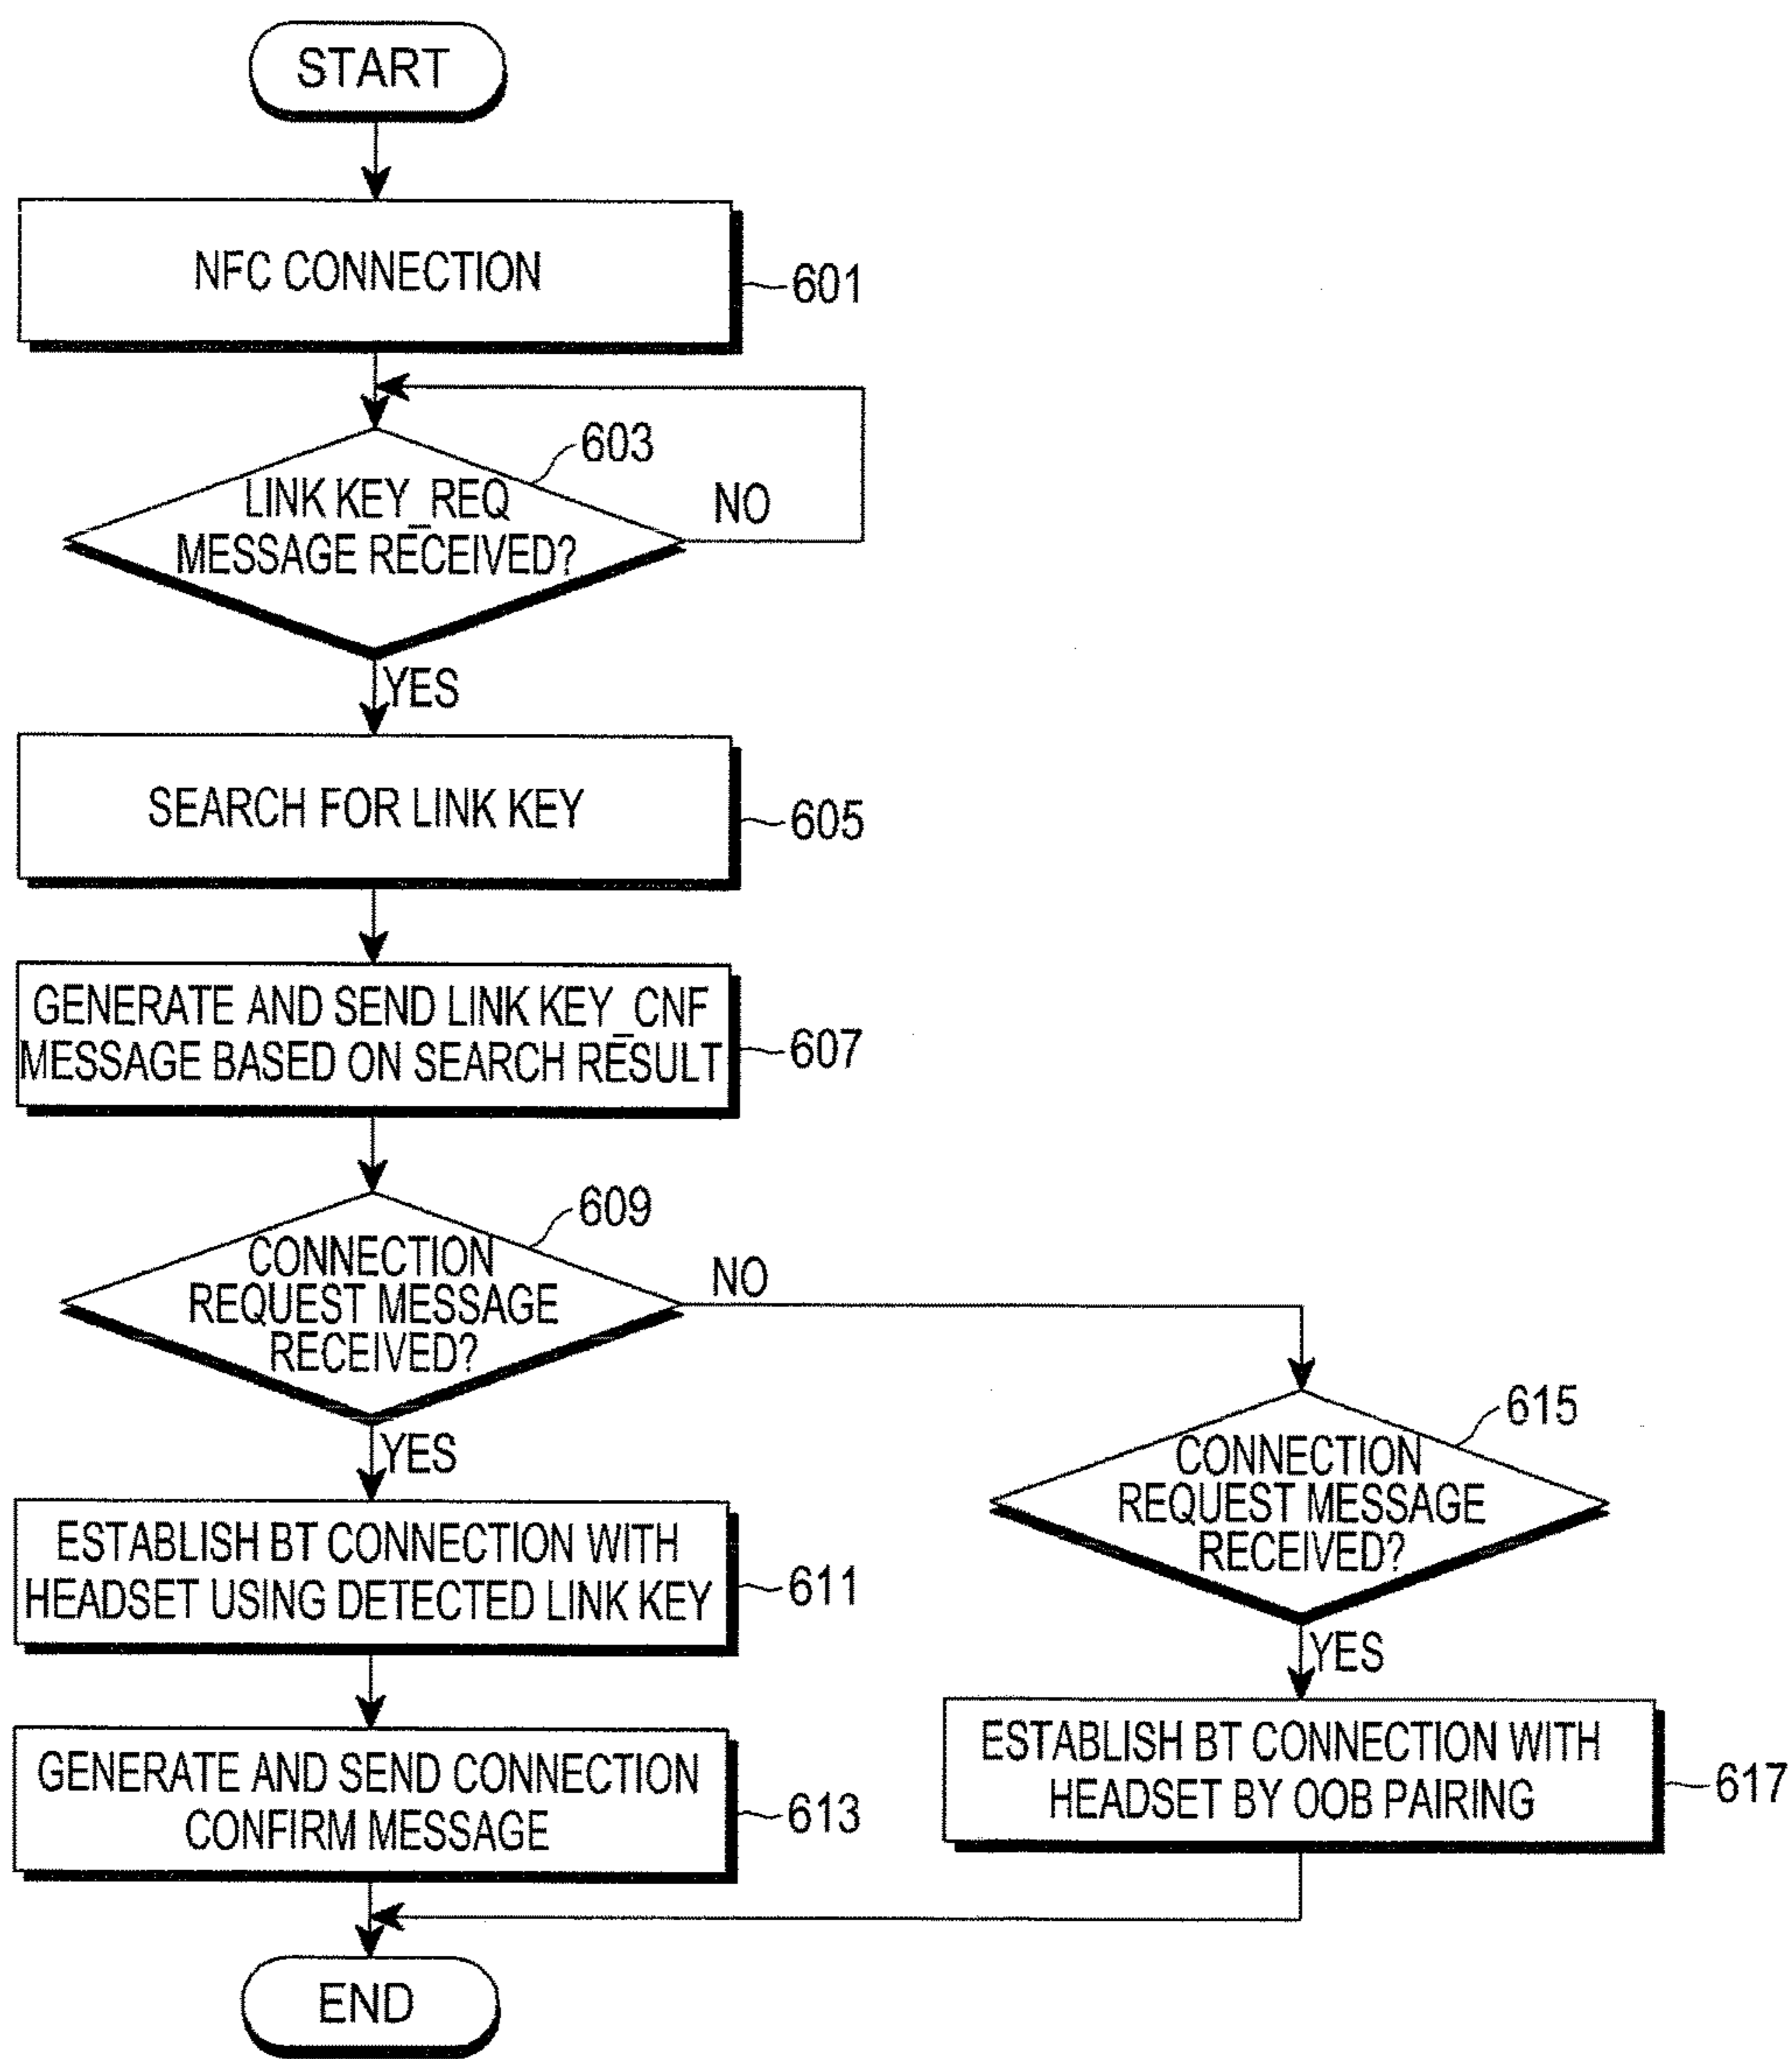 START
NFC CONNECTION
601
603
LINK KEY_REQ
MESSAGE RECEIVED?
NO
YES
SEARCH FOR LINK KEY
605
GENERATE AND SEND LINK KEY_CNF
MESSAGE BASED ON SEARCH RESULT
607
609
CONNECTION
REQUEST MESSAGE
RECEIVED?
NO
YES
615
CONNECTION
REQUEST MESSAGE
RECEIVED?
YES
ESTABLISH BT CONNECTION WITH
HEADSET USING DETECTED LINK KEY
611
GENERATE AND SEND CONNECTION
CONFIRM MESSAGE
613
ESTABLISH BT CONNECTION WITH
HEADSET BY OOB PAIRING
617
END